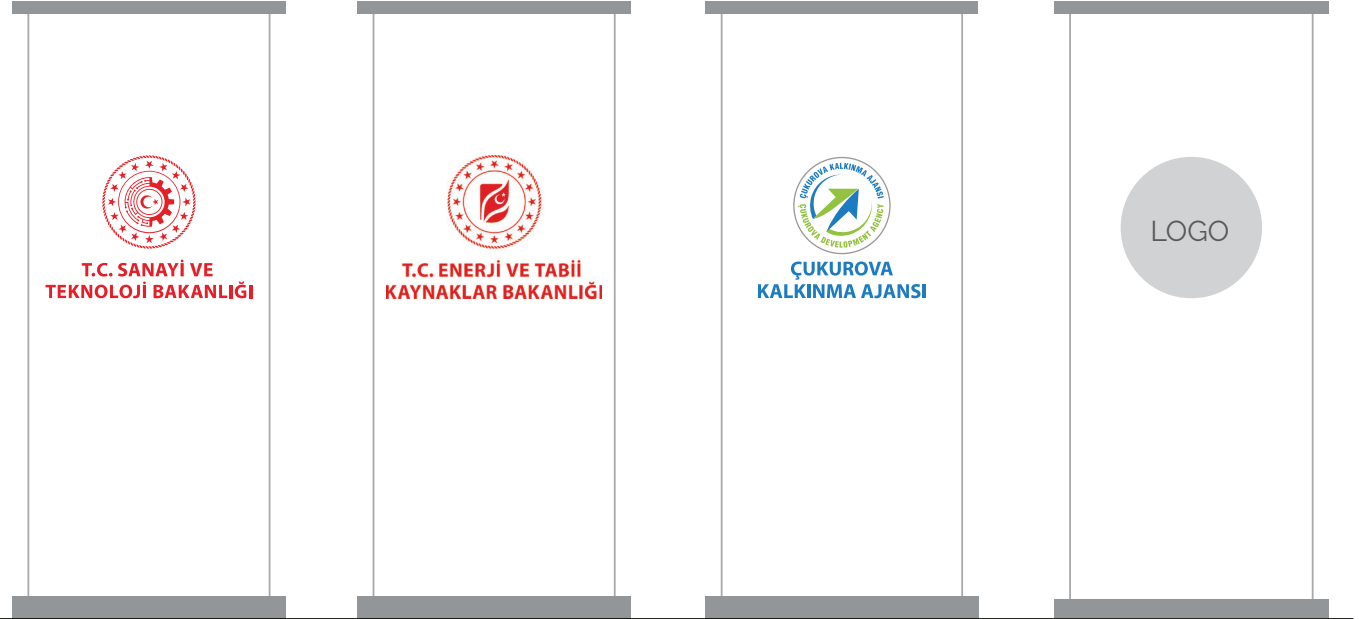 T.C. SANAYİ VE
TEKNOLOJİ BAKANLIĞI
T.C. ENERJİ VE TABİİ
KAYNAKLAR BAKANLIĞI
ÇUKUROVA KALKINMA AJANSI
ÇUKUROVA DEVELOPMENT AGENCY
ÇUKUROVA
KALKINMA AJANSI
LOGO